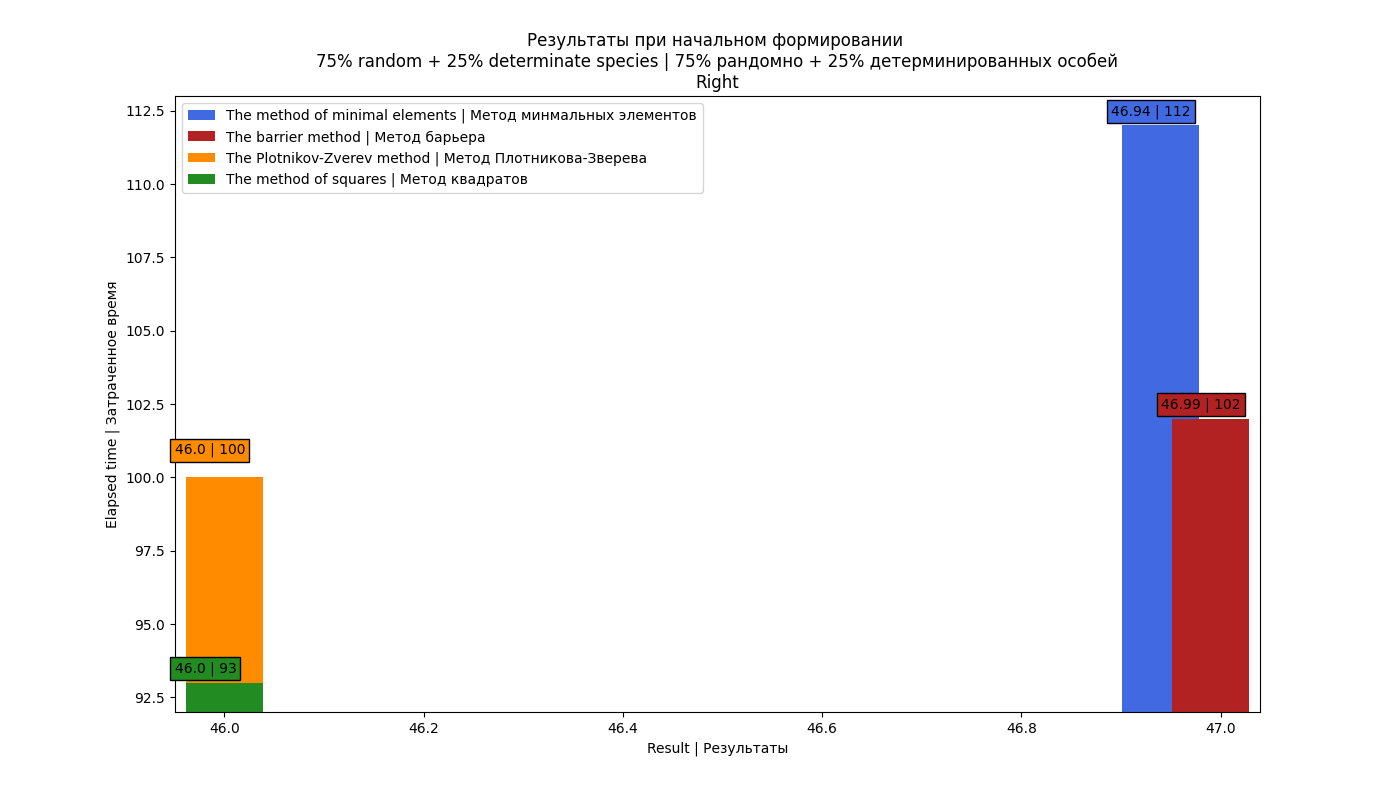 Результаты при начальном формировании
75% random + 25% determinate species | 75% рандомно + 25% детерминированных особей
Right
The method of minimal elements | Метод минмальных элементов
The barrier method | Метод барьера
The Plotnikov-Zverev method | Метод Плотникова-Зверева
The method of squares | Метод квадратов
46.94 | 112
46.99 | 102
46.0 | 100
46.0 | 93
Elapsed time | Затраченное время
112.5
110.0
107.5
105.0
102.5
100.0
97.5
95.0
92.5
46.0
46.2
46.4
46.6
46.8
47.0
Result | Результаты